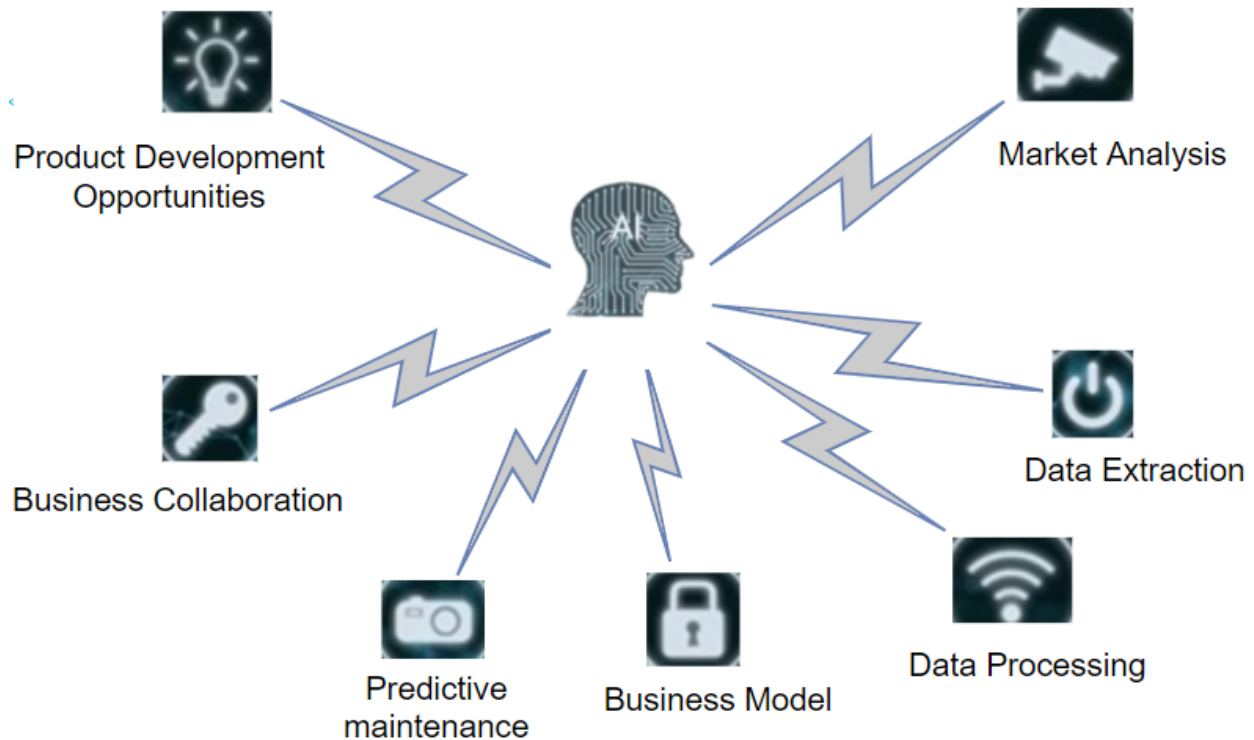 Product Development
Opportunities
Market Analysis
AI
Business Collaboration
Data Extraction
Predictive
maintenance
Business Model
Data Processing